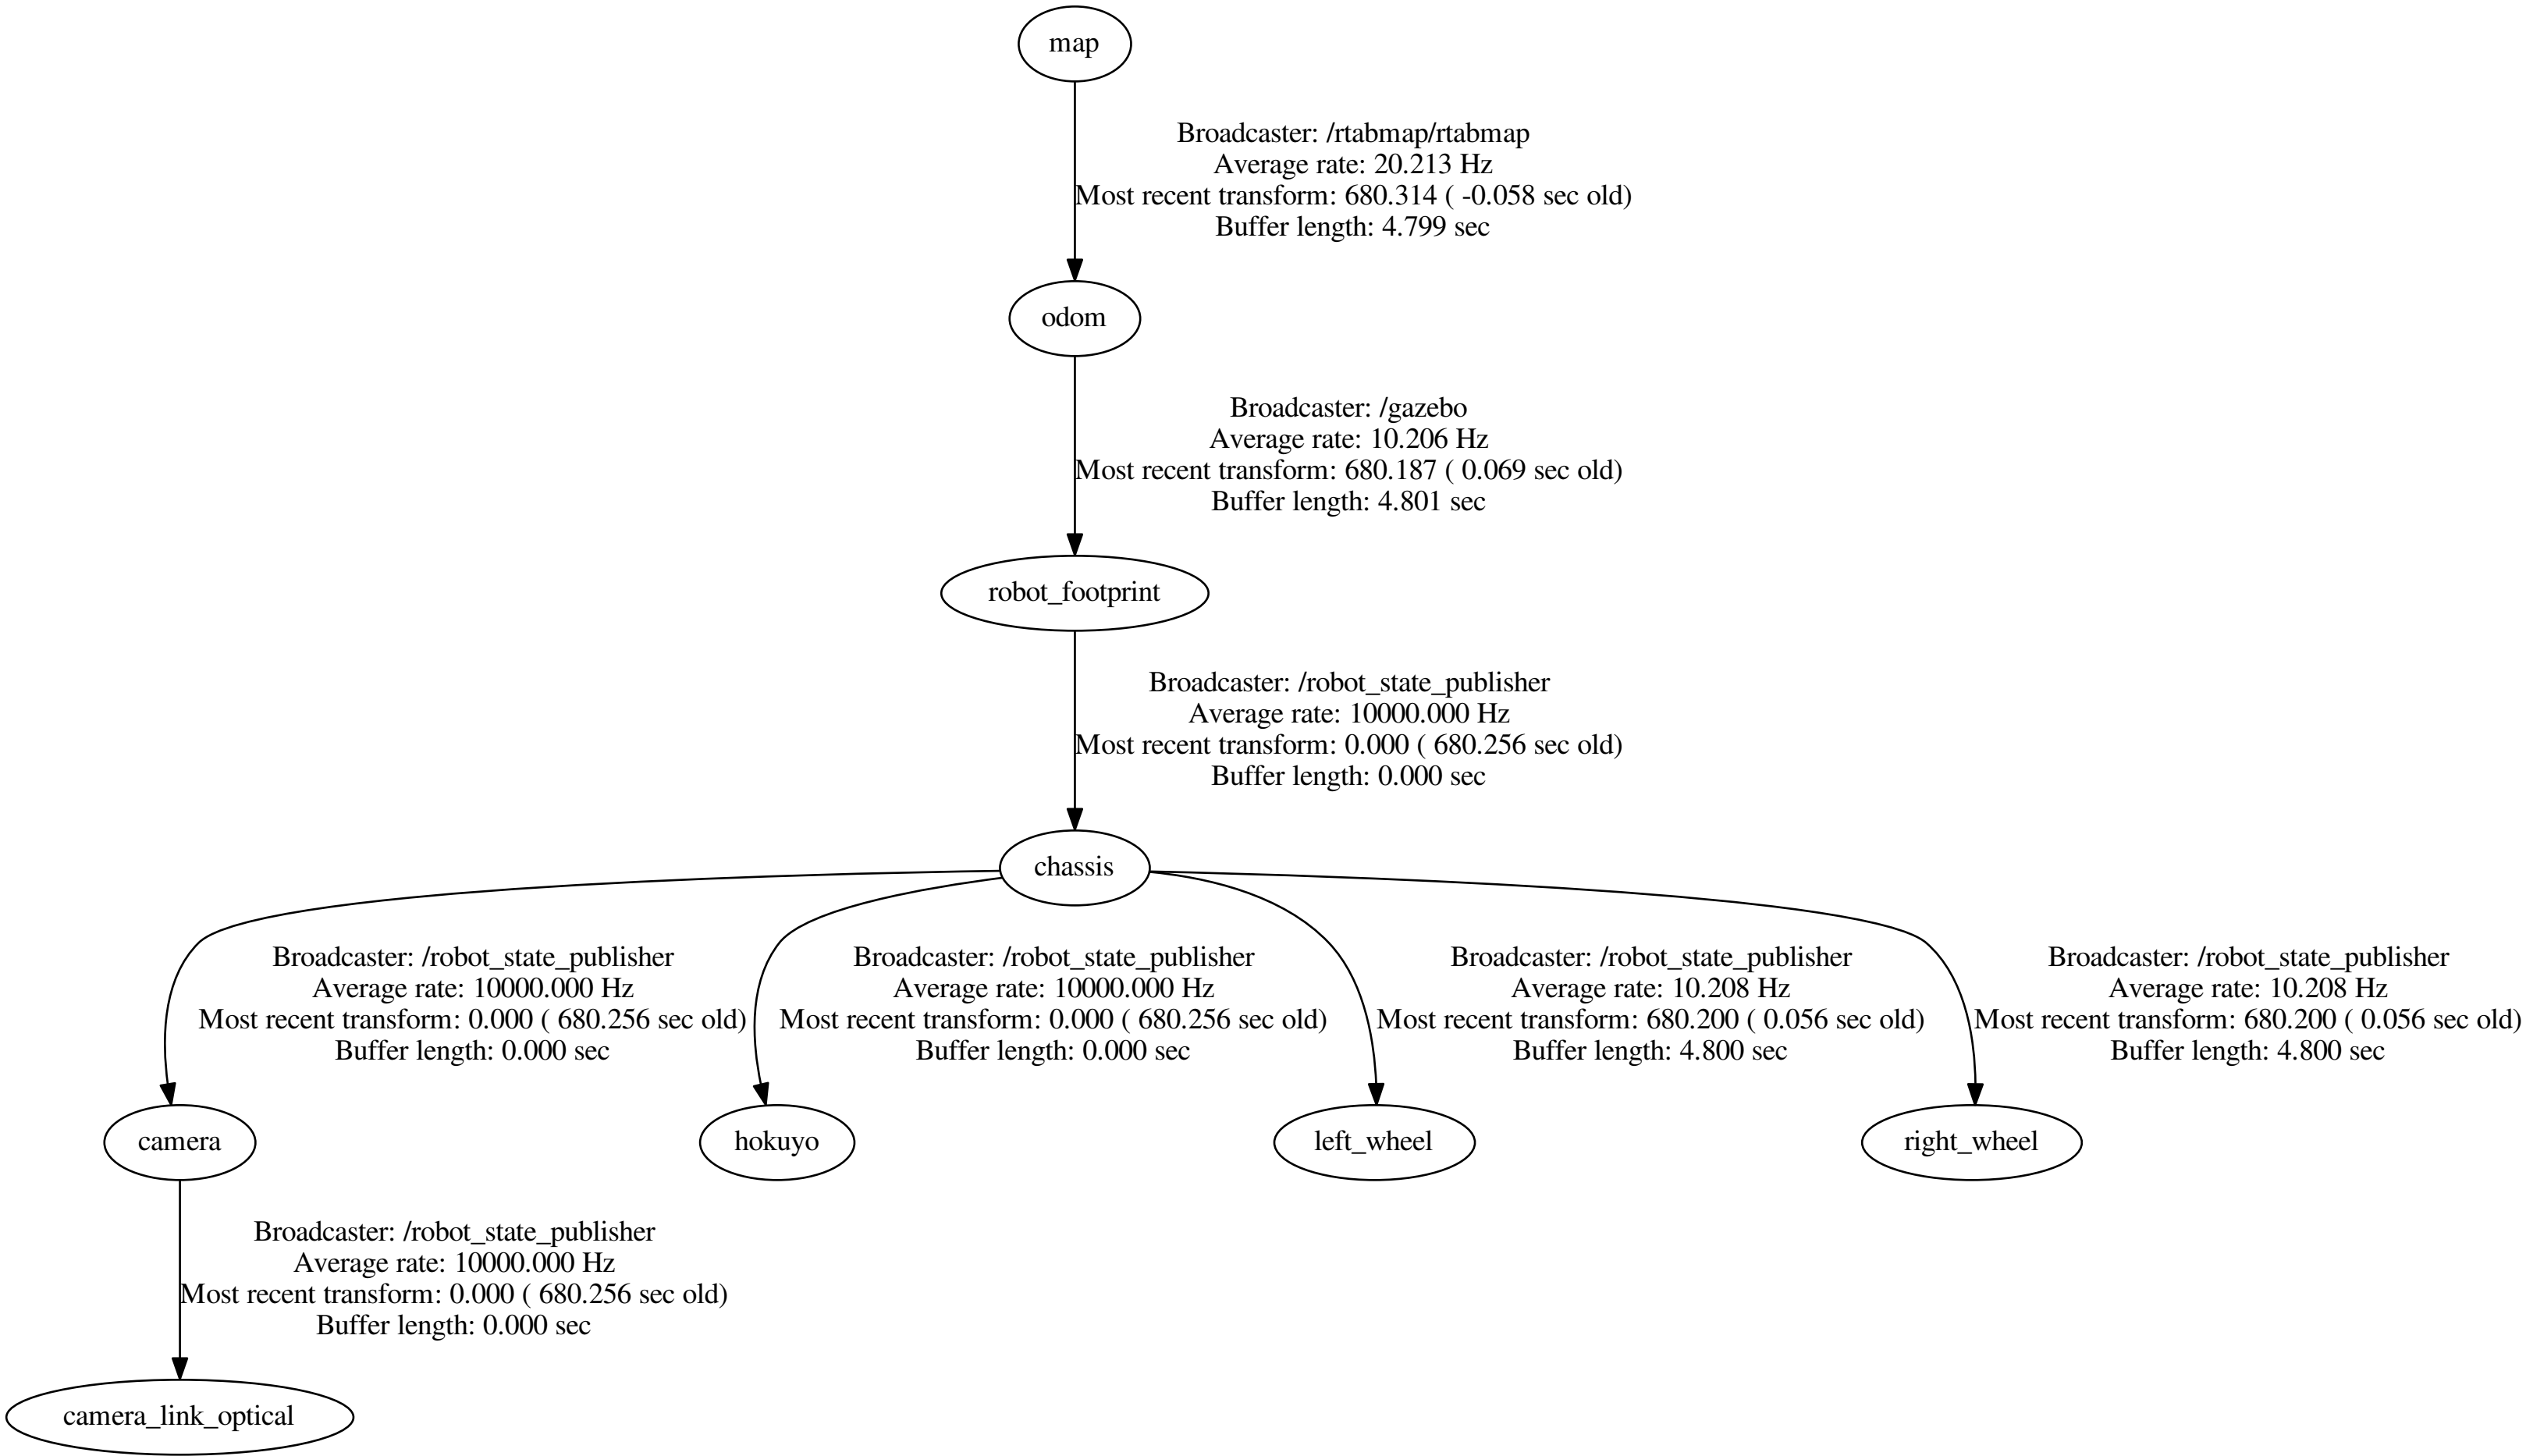 map
Broadcaster: /rtabmap/rtabmap
Average rate: 20.213 Hz
Most recent transform: 680.314 ( -0.058 sec old)
Buffer length: 4.799 sec
odom
Broadcaster: /gazebo
Average rate: 10.206 Hz
Most recent transform: 680.187 ( 0.069 sec old)
Buffer length: 4.801 sec
robot_footprint
Broadcaster: /robot_state_publisher
Average rate: 10000.000 Hz
Most recent transform: 0.000 ( 680.256 sec old)
Buffer length: 0.000 sec
chassis
Broadcaster: /robot_state_publisher
Average rate: 10000.000 Hz
Most recent transform: 0.000 ( 680.256 sec old)
Buffer length: 0.000 sec
Broadcaster: /robot_state_publisher
Average rate: 10000.000 Hz
Most recent transform: 0.000 ( 680.256 sec old)
Buffer length: 0.000 sec
Broadcaster: /robot_state_publisher
Average rate: 10.208 Hz
Most recent transform: 680.200 ( 0.056 sec old)
Buffer length: 4.800 sec
Broadcaster: /robot_state_publisher
Average rate: 10.208 Hz
Most recent transform: 680.200 ( 0.056 sec old)
Buffer length: 4.800 sec
camera
hokuyo
left_wheel
right_wheel
Broadcaster: /robot_state_publisher
Average rate: 10000.000 Hz
Most recent transform: 0.000 ( 680.256 sec old)
Buffer length: 0.000 sec
camera_link_optical